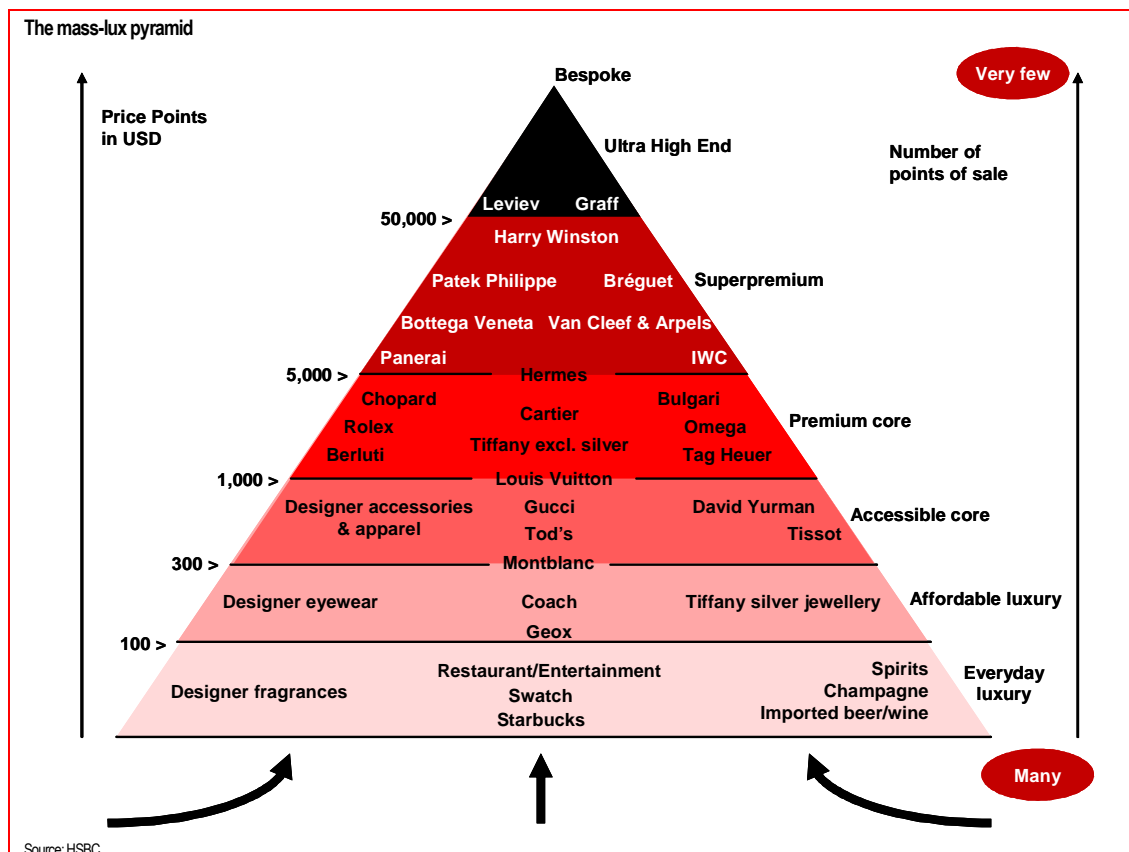 The mass-lux pyramid
Bespoke
Very few
Price Points
in USD
Ultra High End
Number of
points of sale
Leviev Graff
50,000 >
Harry Winston
Patek Philippe Bréguet Superpremium
Bottega Veneta Van Cleef & Arpels
Panerai IWC
5,000 > Hermes
Chopard Bulgari
Cartier
Premium core
Rolex Omega
Tiffany excl. silver
Berluti Tag Heuer
1,000 > Louis Vuitton
Designer accessories
& apparel
Gucci David Yurman
Accessible core
Tod's Tissot
300 > Montblanc
Designer eyewear Coach Tiffany silver jewellery Affordable luxury
Geox
100 >
Restaurant/Entertainment Spirits
Everyday
luxury
Designer fragrances Swatch Champagne
Starbucks Imported beer/wine
Many
Source: HSBC